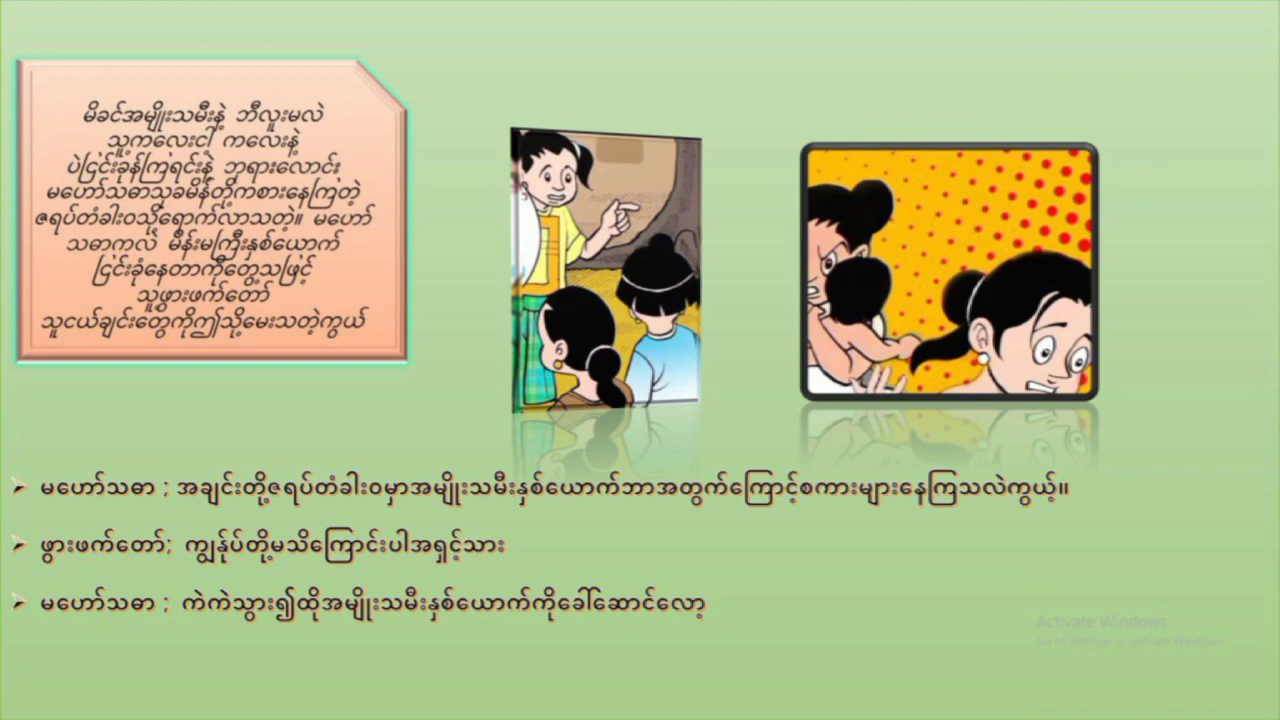 မိခင်အမျိုးသမီးနဲ့ ဘီလူးမလဲ
သူ့ကလေးငါ့ ကလေးနဲ့
ပဲငြင်းခုန်ကြရင်းနဲ့ ဘုရားလောင်း
မဟော်သဓာသုခမိန်တို့ကစားနေကြတဲ့
ဇရပ်တံခါးဝသို့ရောက်လာသတဲ့။ မဟော်
သဓာကလဲ မိန်းမကြီးနှစ်ယောက်
ငြင်းခုံနေတာကိုတွေ့သဖြင့်
သူ့ဖွားဖက်တော်
သူငယ်ချင်းတွေကိုဤသို့မေးသတဲ့ကွယ်
➢ မဟော်သဓာ ; အချင်းတို့ဇရပ်တံခါးဝမှာအမျိုးသမီးနှစ်ယောက်ဘာအတွက်ကြောင့်စကားများနေကြသလဲကွယ့်။
➢ ဖွားဖက်တော်; ကျွန်ုပ်တို့မသိကြောင်းပါအရှင့်သား
➢ မဟော်သဓာ ; ကဲကဲသွား၍ထိုအမျိုးသမီးနှစ်ယောက်ကိုခေါ်ဆောင်လော့
Activate Windows
Go to Settings to activate Windows.